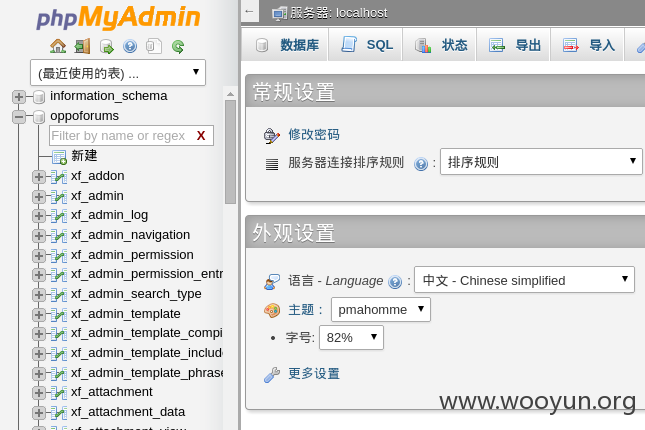 phpMyAdmin
(最近使用的表) ...
information_schema
oppoforums
Filter by name or regex X
新建
xf_addon
xf_admin
xf_admin_log
xf_admin_navigation
xf_admin_permission
xf_admin_permission_entr
xf_admin_search_type
xf_admin_template
xf_admin_template_compi
xf_admin_template_include
xf_admin_template_phrase
xf_attachment
xf_attachment_data
xf_attachment_view
← 服务器: localhost
数据库 SQL 状态 导出 导入
常规设置
修改密码
服务器连接排序规则 : 排序规则
外观设置
语言 - Language : 中文 - Chinese simplified
主题 : pmahomme
字号: 82%
更多设置
www.wooyun.org